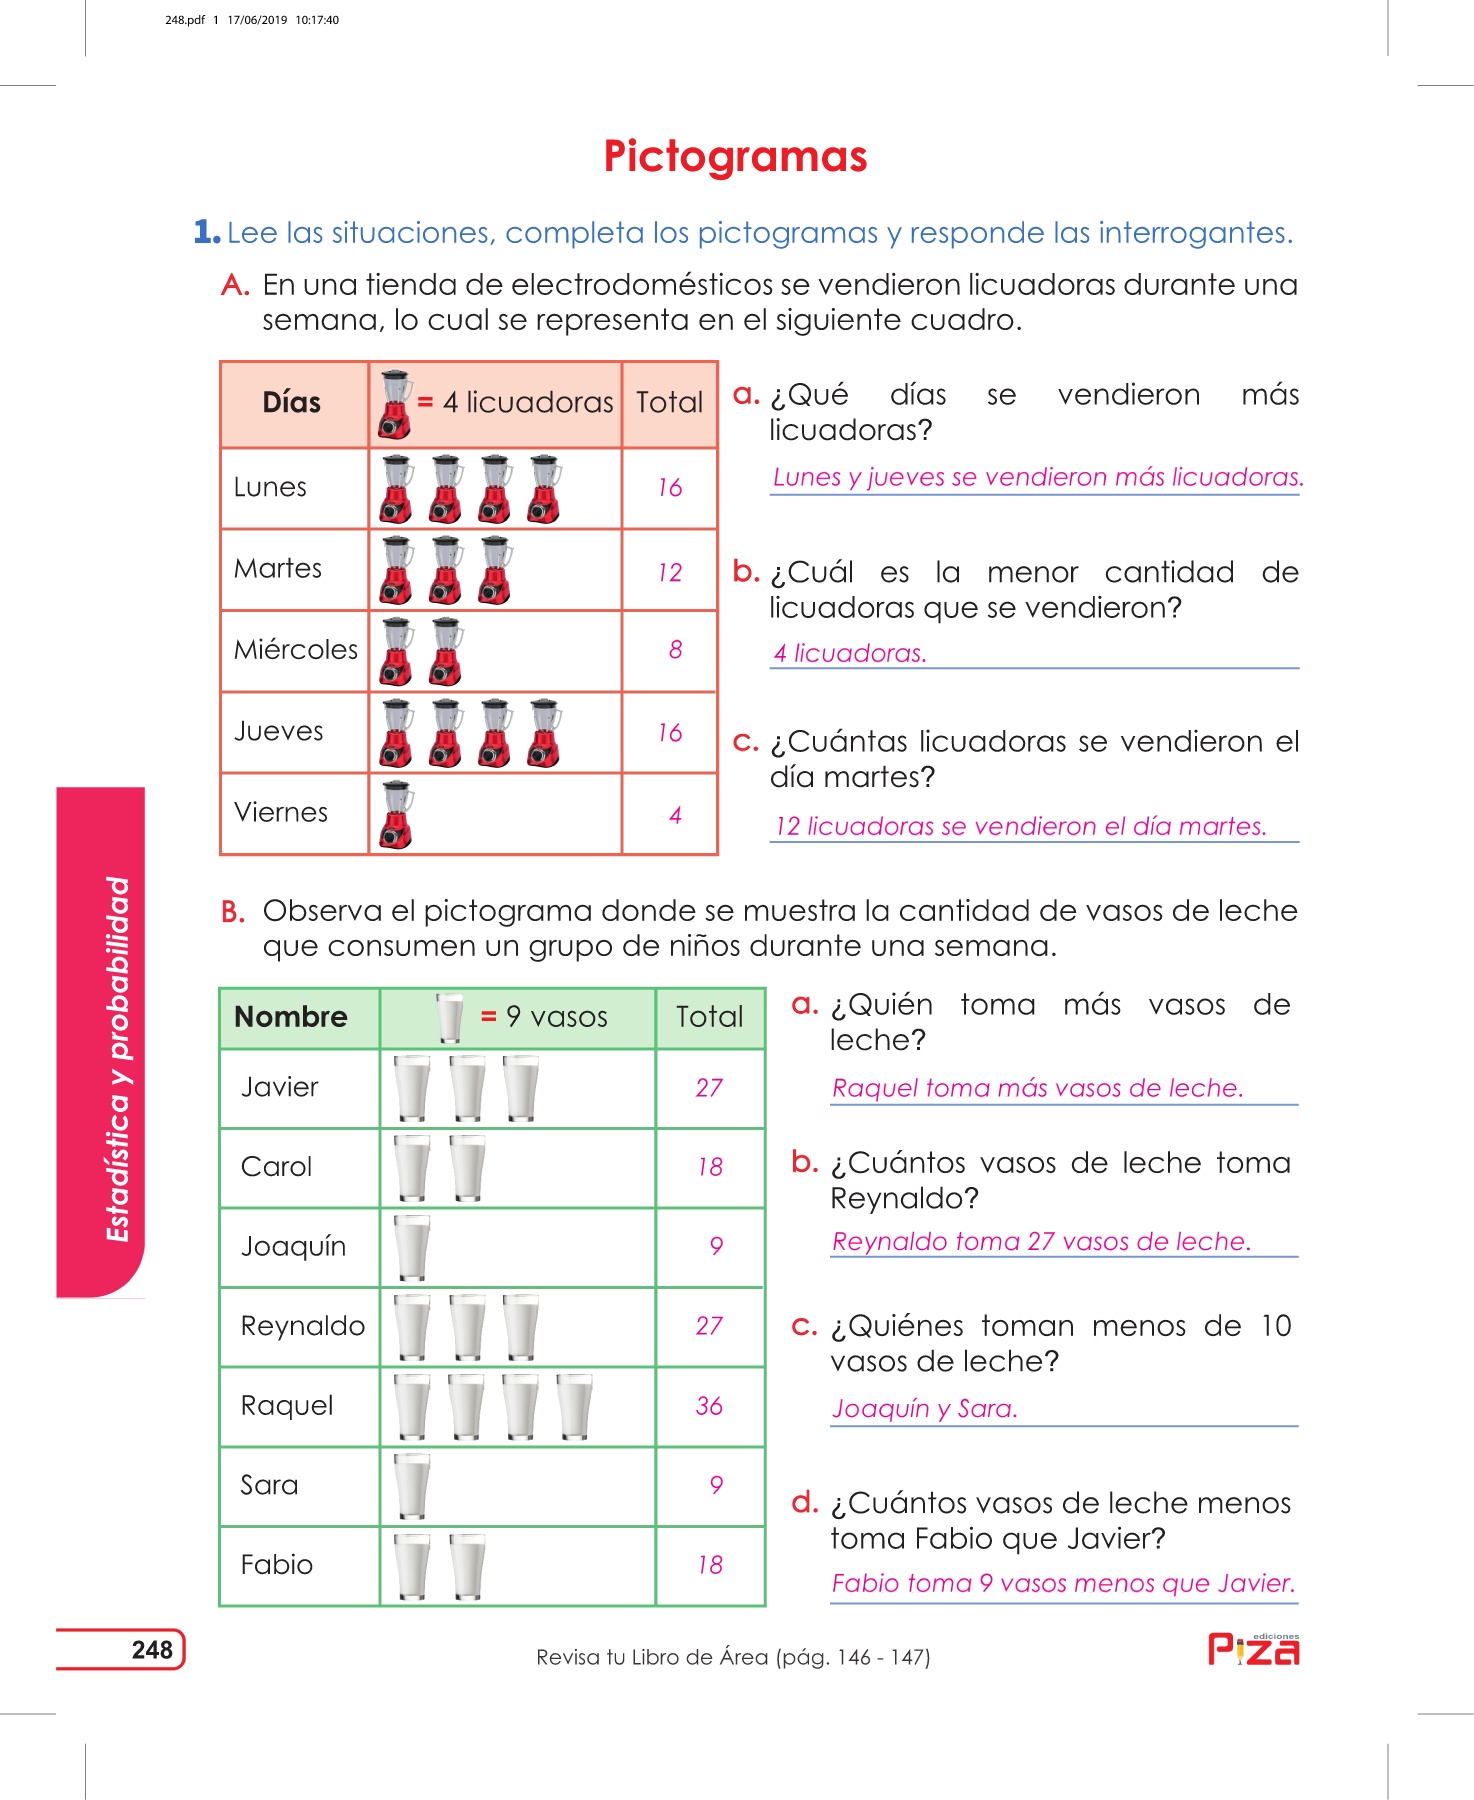 248.pdf 1 17/06/2019 10:17:40
Pictogramas
1. Lee las situaciones, completa los pictogramas y responde las interrogantes.
A. En una tienda de electrodomésticos se vendieron licuadoras durante una
semana, lo cual se representa en el siguiente cuadro.
Días = 4 licuadoras Total
Lunes 16
Martes 12
Miércoles 8
Jueves 16
Viernes 4
a. ¿Qué días se vendieron más
licuadoras?
Lunes y jueves se vendieron más licuadoras.
b. ¿Cuál es la menor cantidad de
licuadoras que se vendieron?
4 licuadoras.
c. ¿Cuántas licuadoras se vendieron el
día martes?
12 licuadoras se vendieron el día martes.
B. Observa el pictograma donde se muestra la cantidad de vasos de leche
que consumen un grupo de niños durante una semana.
Nombre = 9 vasos Total
Javier 27
Carol 18
Joaquín 9
Reynaldo 27
Raquel 36
Sara 9
Fabio 18
a. ¿Quién toma más vasos de
leche?
Raquel toma más vasos de leche.
b. ¿Cuántos vasos de leche toma
Reynaldo?
Reynaldo toma 27 vasos de leche.
c. ¿Quiénes toman menos de 10
vasos de leche?
Joaquín y Sara.
d. ¿Cuántos vasos de leche menos
toma Fabio que Javier?
Fabio toma 9 vasos menos que Javier.
Estadística y probabilidad
248
Revisa tu Libro de Área (pág. 146 - 147)
ediciones
Piza